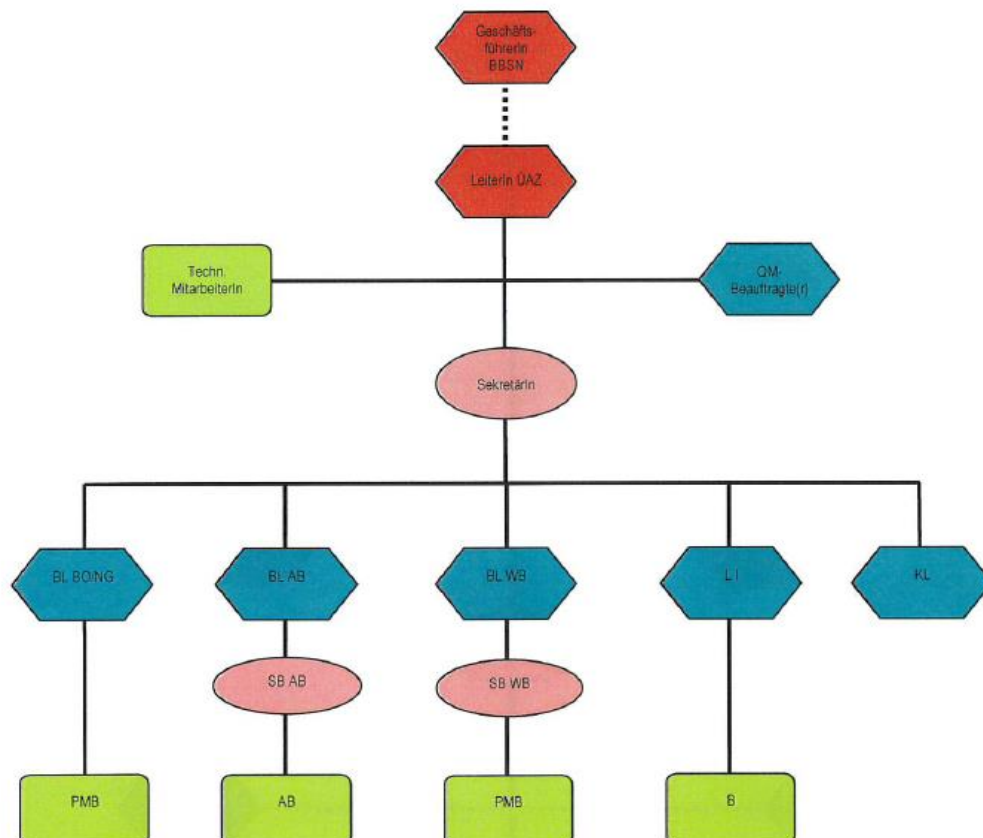 Geschäfts-
führerIn
BBSN
LeiterIn ÜAZ
Techn.
MitarbeiterIn
QM-
Beauftragte(r)
SekretärIn
BL BO/NG
BL AB
BL WB
L I
KL
SB AB
SB WB
PMB
AB
PMB
B